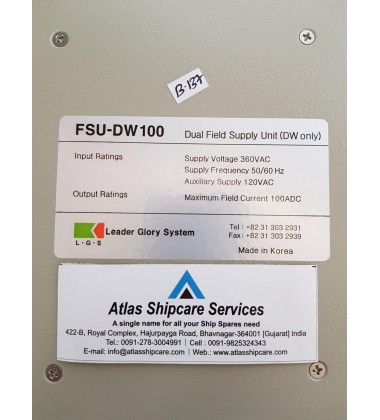 B-137
FSU-DW100 Dual Field Supply Unit (DW only)
Input Ratings Supply Voltage 360VAC
Supply Frequency 50/60 Hz
Auxiliary Supply 120VAC
Output Ratings Maximum Field Current 100ADC
Leader Glory System
L·G·S
Tel : +82 31 303 2931
Fax: +82 31 303 2939
Made in Korea
Atlas Shipcare Services
A single name for all your Ship Spares need
422-B, Royal Complex, Hajurpayga Road, Bhavnagar-364001 [Gujarat] India
Tel.: 0091-278-3004991 | Cell : 0091-9825324343
E-mail: info@atlasshipcare.com | Web.: www.atlasshipcare.com